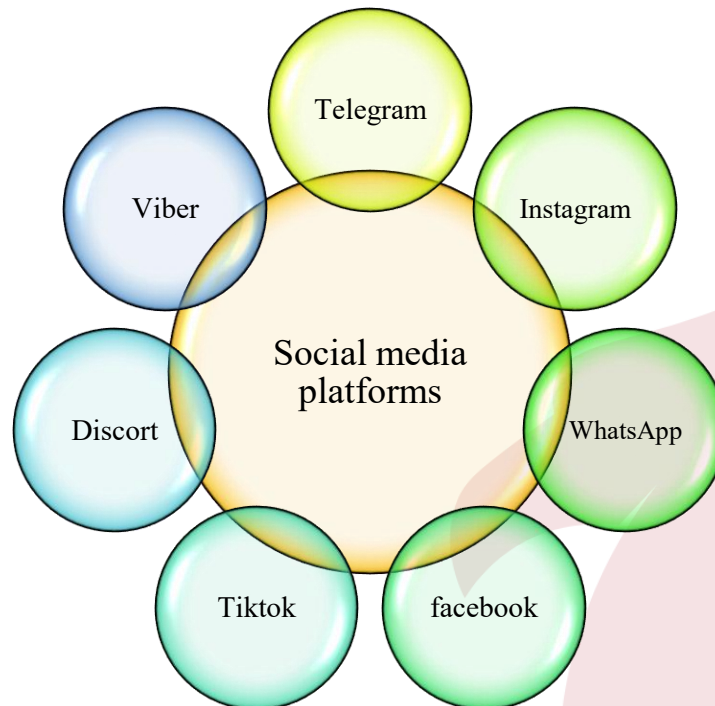 Telegram
Viber
Instagram
Social media
platforms
Discort
WhatsApp
Tiktok
facebook